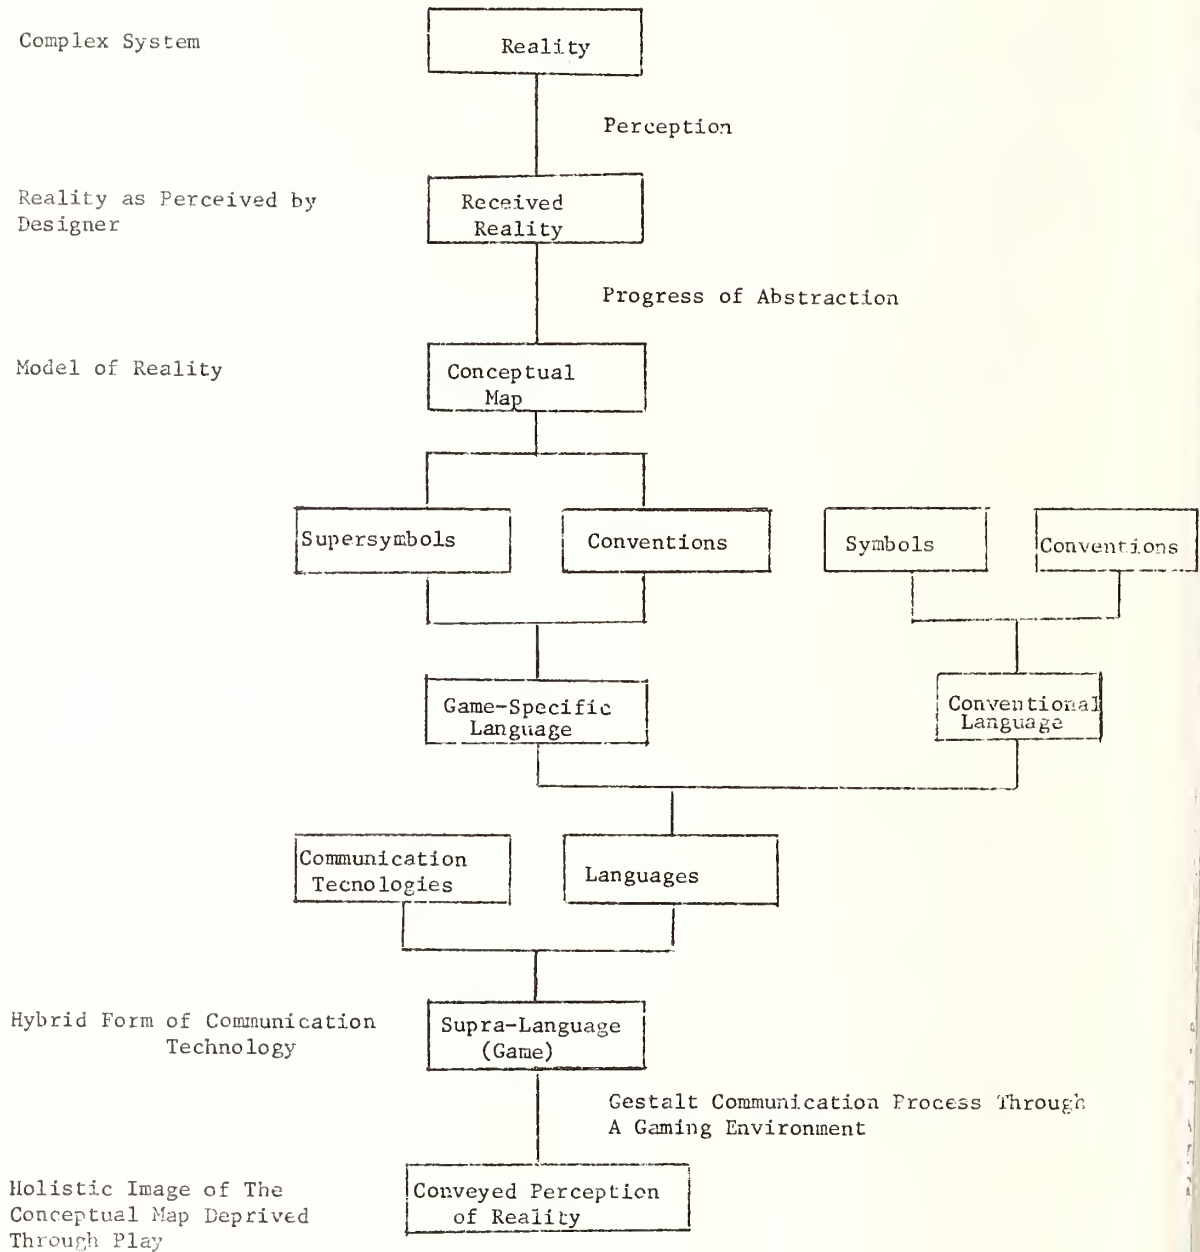 Complex System
Reality
Perception
Reality as Perceived by
Designer
Received
Reality
Progress of Abstraction
Model of Reality
Conceptual
Map
Supersymbols
Conventions
Symbols
Conventions
Game-Specific
Language
Conventional
Language
Communication
Tecnologies
Languages
Hybrid Form of Communication
Technology
Supra-Language
(Game)
Gestalt Communication Process Through
A Gaming Environment
Holistic Image of The
Conceptual Map Deprived
Through Play
Conveyed Perception
of Reality